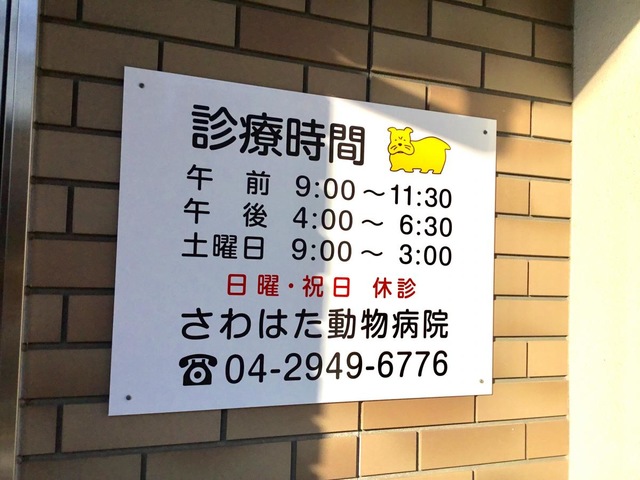 診療時間
午 前 9:00～11:30
午 後 4:00～ 6:30
土曜日 9:00～ 3:00
日曜・祝日 休診
さわはた動物病院
☎04-2949-6776